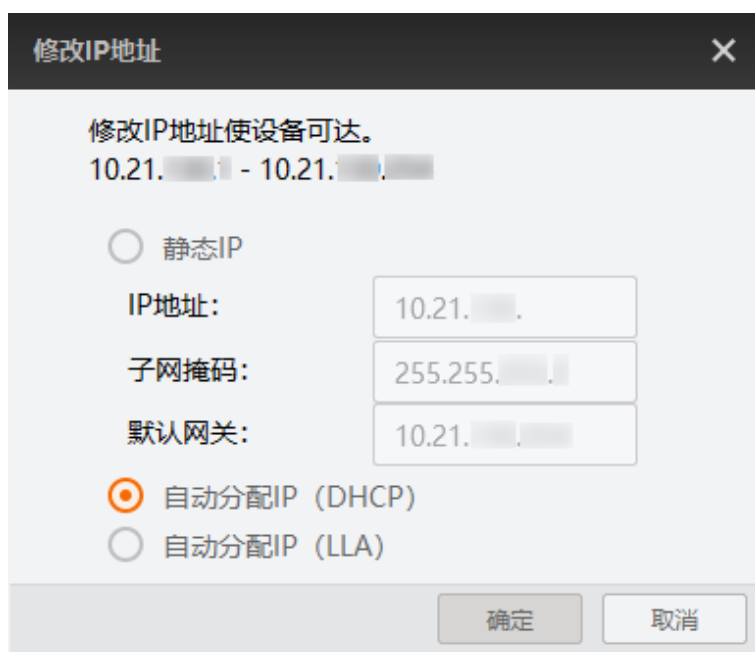 修改IP地址
修改IP地址使设备可达。
10.21. - 10.21.
静态IP
IP地址: 10.21. .
子网掩码: 255.255. .
默认网关: 10.21. .
自动分配IP（DHCP）
自动分配IP（LLA）
确定 取消